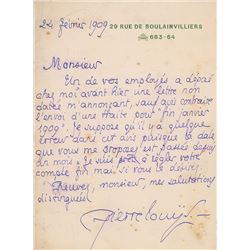 24 février 1909
29 RUE DE BOULAINVILLIERS
683-64
Monsieur
Un de vos employés a déposé
chez moi avant hier une lettre non
datée m'annonçant, sauf avis contraire
l'envoi d'une traite pour "fin janvier
1909". Je suppose qu'il y a quelque
erreur dans cet avis puisque la date
que vous me proposez est passée depuis
un mois. Je suis prêt à régler votre
compte fin mai, si vous le désirez
Recevez, monsieur, mes salutations
distinguées
Pierre Louÿs